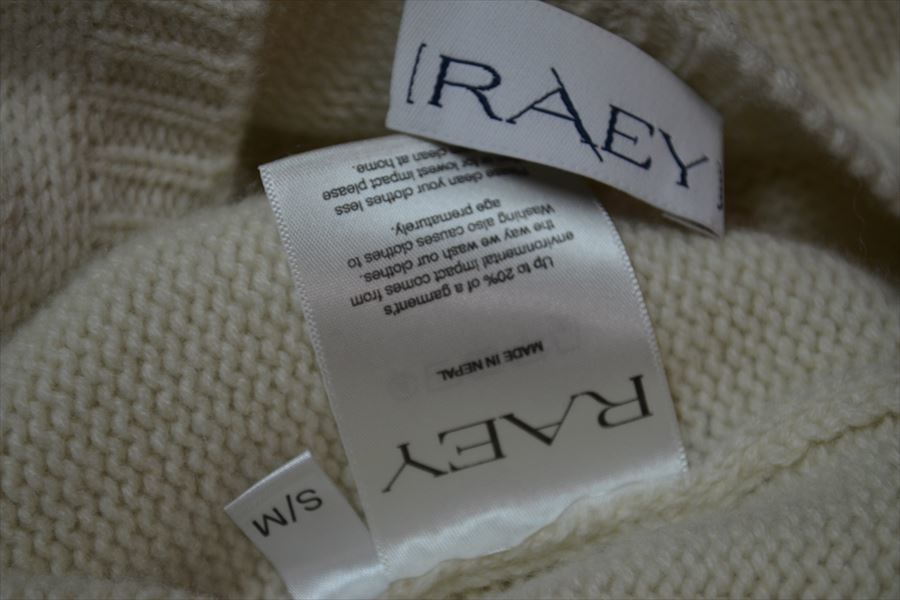 RAEY
RAEY
MADE IN NEPAL
Up to 20% of a garment's
environmental impact comes from
the way we wash our clothes.
Washing also causes clothes to
age prematurely.
clean your clothes less
for lowest impact please
clean at home.
S/M